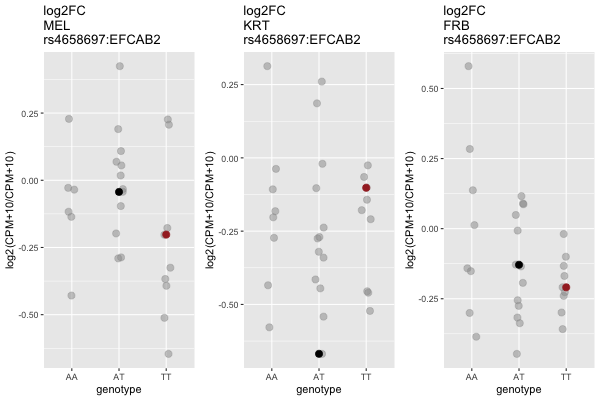 log2FC
MEL
rs4658697:EFCAB2
log2(CPM+10/CPM+10)
0.25
0.00
-0.25
-0.50
AA AT TT
genotype
log2FC
KRT
rs4658697:EFCAB2
log2(CPM+10/CPM+10)
0.25
0.00
-0.25
-0.50
AA AT TT
genotype
log2FC
FRB
rs4658697:EFCAB2
log2(CPM+10/CPM+10)
0.50
0.25
0.00
-0.25
AA AT TT
genotype